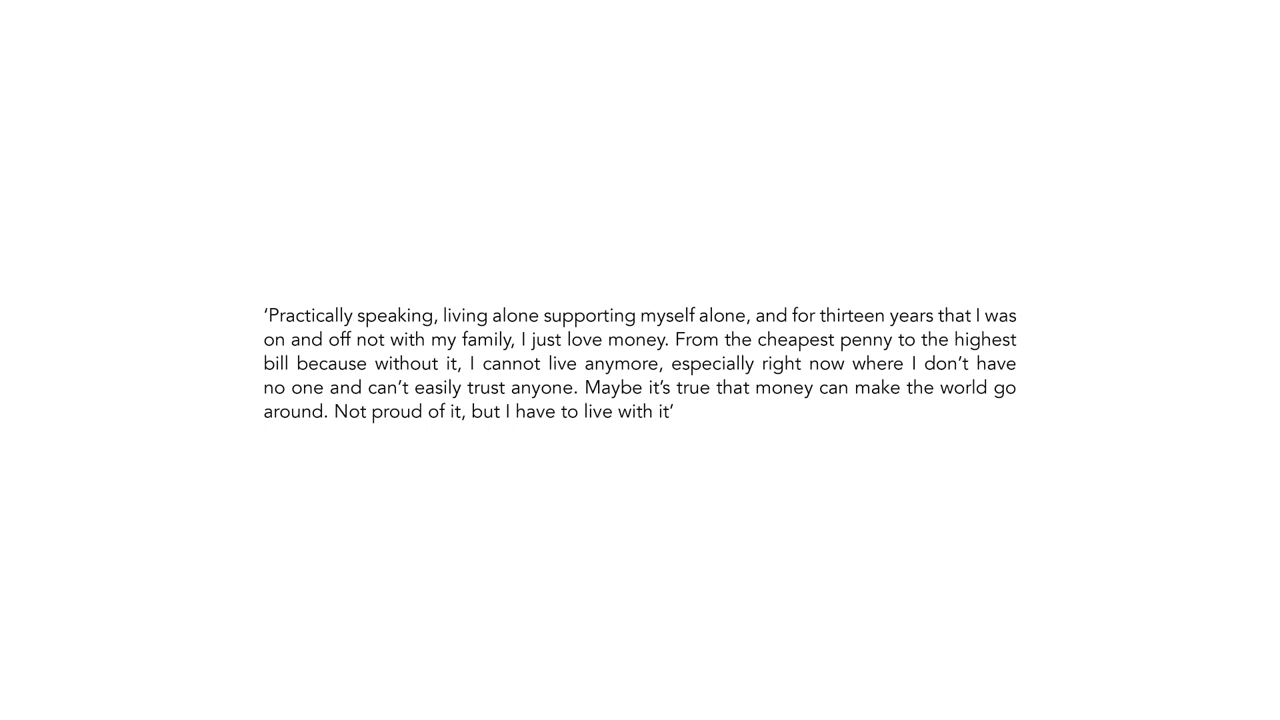 ‘Practically speaking, living alone supporting myself alone, and for thirteen years that I was
on and off not with my family, I just love money. From the cheapest penny to the highest
bill because without it, I cannot live anymore, especially right now where I don’t have
no one and can’t easily trust anyone. Maybe it’s true that money can make the world go
around. Not proud of it, but I have to live with it’